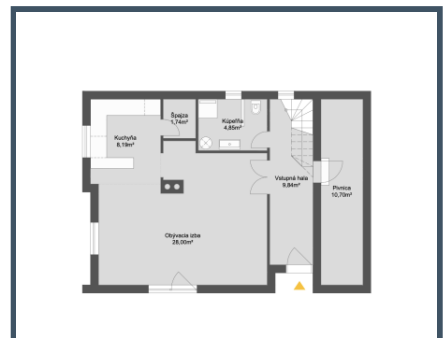 Špajza
1,74m²
Kúpeľňa
4,85m²
Kuchyňa
8,19m²
Vstupná hala
9,84m²
Pivnica
10,70m²
Obývacia izba
28,00m²